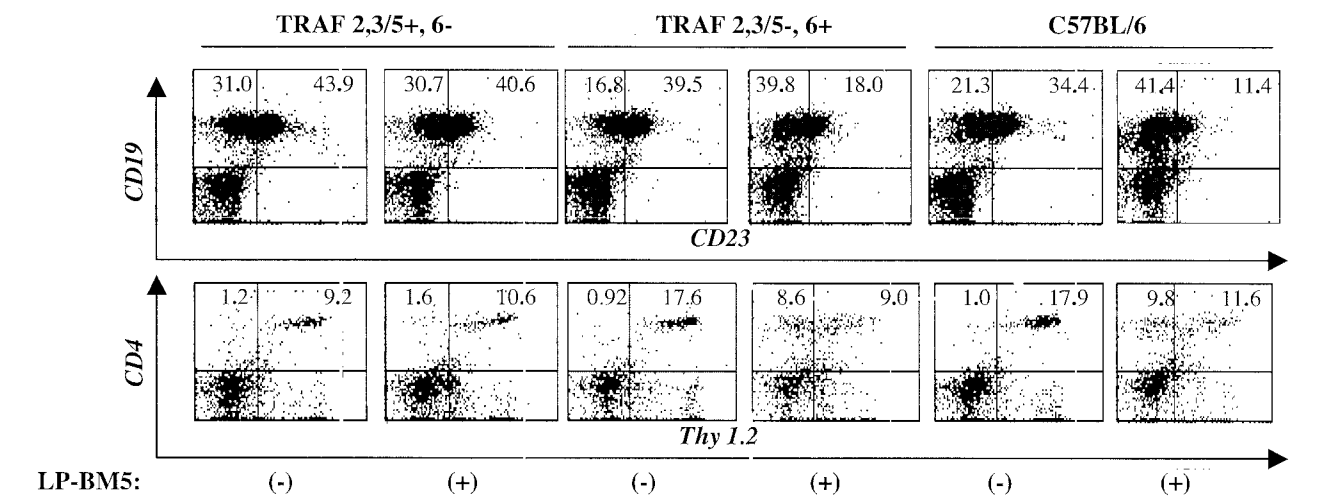 TRAF 2,3/5+, 6- TRAF 2,3/5-, 6+ C57BL/6
31.0 43.9 30.7 40.6 16.8 39.5 39.8 18.0 21.3 34.4 41.4 11.4
CD19
CD23
1.2 9.2 1.6 10.6 0.92 17.6 8.6 9.0 1.0 17.9 9.8 11.6
CD4
Thy 1.2
LP-BM5: (-) (+) (-) (+) (-) (+)